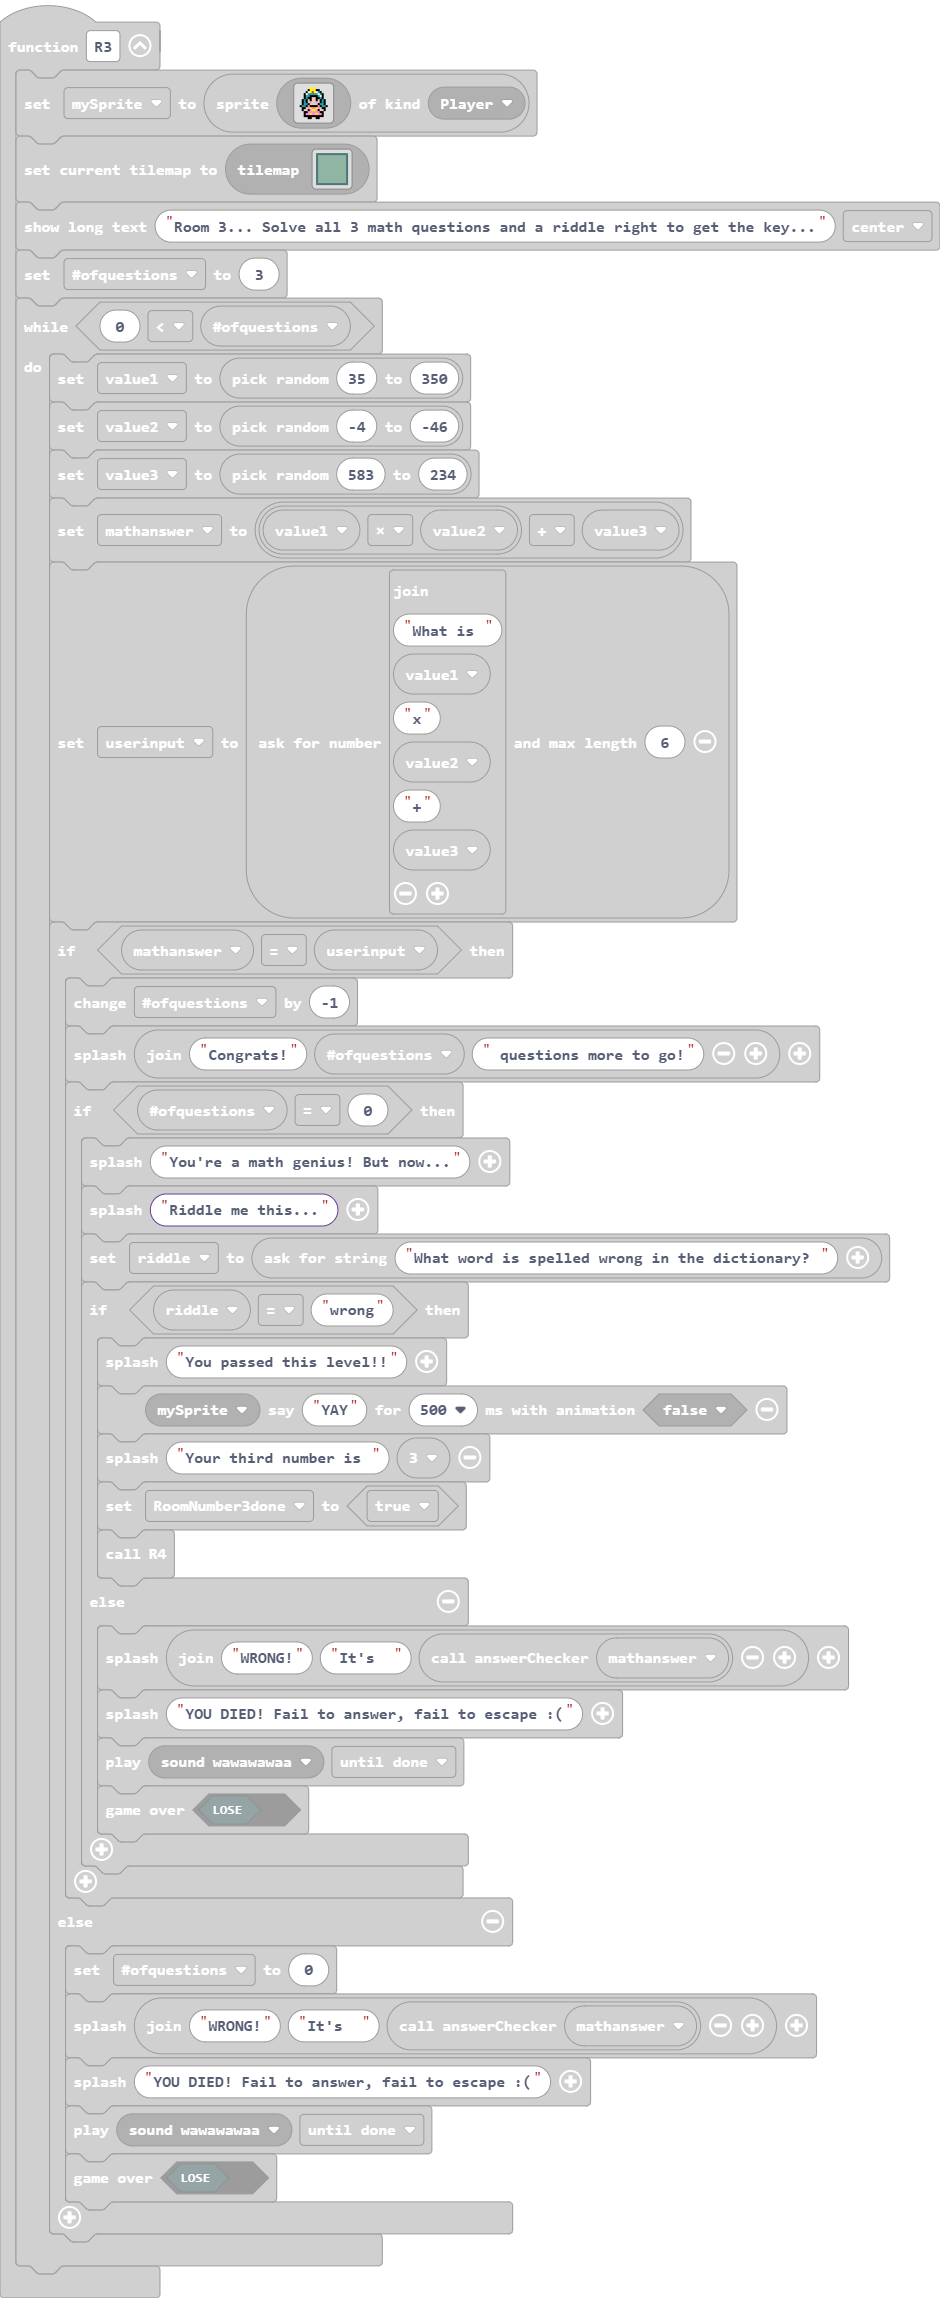 function R3
set mySprite to sprite of kind Player
set current tilemap to tilemap
show long text "Room 3... Solve all 3 math questions and a riddle right to get the key..." center
set #ofquestions to 3
while 0 < #ofquestions
do
set value1 to pick random 35 to 350
set value2 to pick random -4 to -46
set value3 to pick random 583 to 234
set mathanswer to value1 × value2 + value3
join
"What is "
value1
"x"
set userinput to ask for number value2 and max length 6
"+"
value3
if mathanswer = userinput then
change #ofquestions by -1
splash join "Congrats!" #ofquestions " questions more to go!"
if #ofquestions = 0 then
splash "You're a math genius! But now..."
splash "Riddle me this..."
set riddle to ask for string "What word is spelled wrong in the dictionary? "
if riddle = "wrong" then
splash "You passed this level!!"
mySprite say "YAY" for 500 ms with animation false
splash "Your third number is " 3
set RoomNumber3done to true
call R4
else
splash join "WRONG!" "It's " call answerChecker mathanswer
splash "YOU DIED! Fail to answer, fail to escape :("
play sound wawawawaa until done
game over LOSE
else
set #ofquestions to 0
splash join "WRONG!" "It's " call answerChecker mathanswer
splash "YOU DIED! Fail to answer, fail to escape :("
play sound wawawawaa until done
game over LOSE